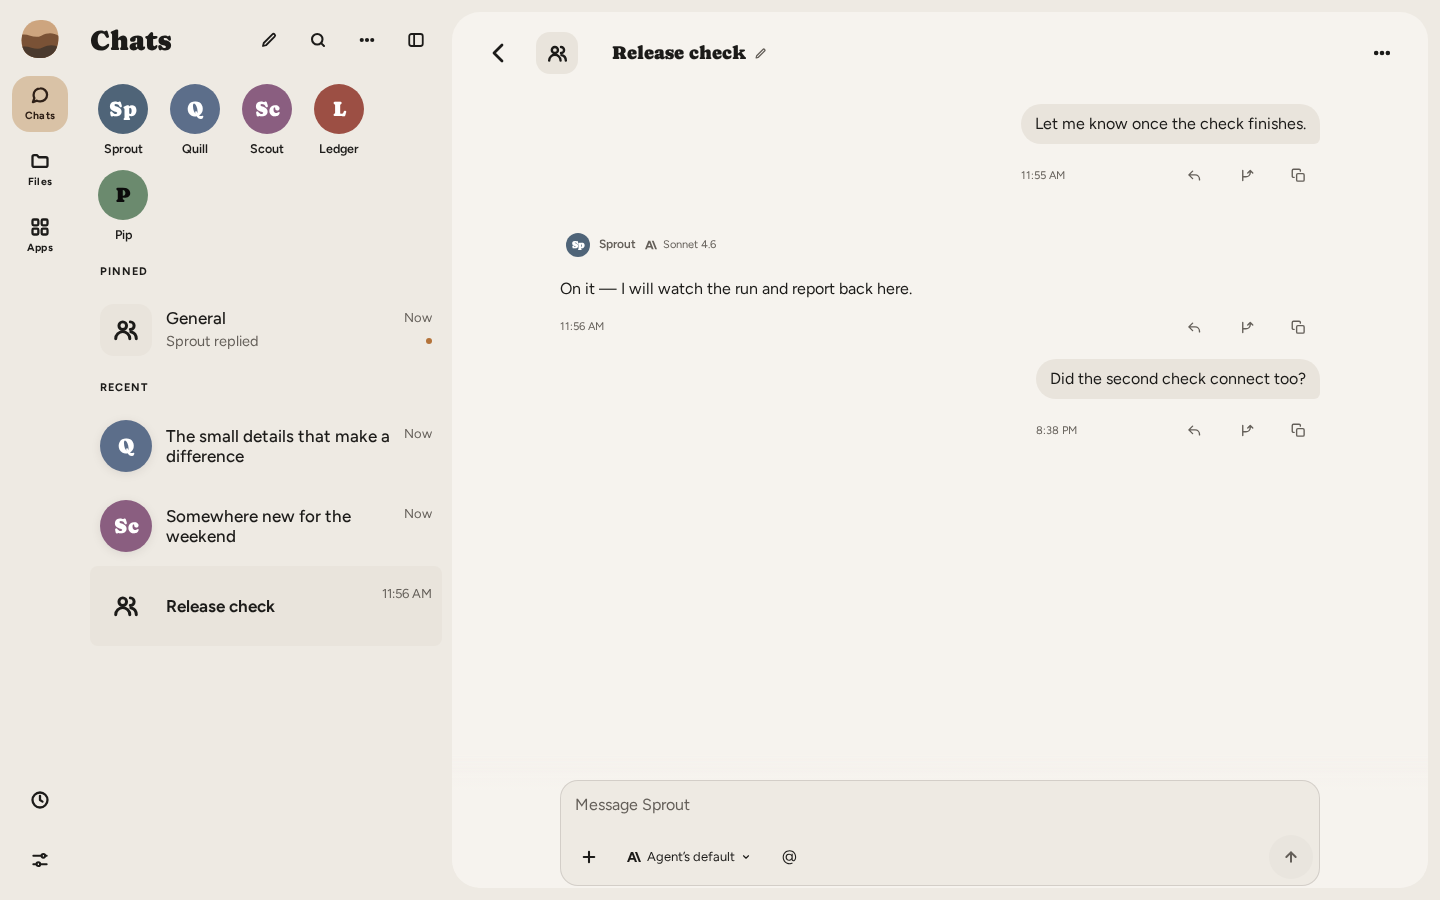 Chats
Chats
Files
Apps
Sp
Sprout
Q
Quill
Sc
Scout
L
Ledger
P
Pip
PINNED
General
Now
Sprout replied
RECENT
Q
The small details that make a
difference
Now
Sc
Somewhere new for the
weekend
Now
Release check
11:56 AM
Release check
Let me know once the check finishes.
11:55 AM
Sp
Sprout
Sonnet 4.6
On it — I will watch the run and report back here.
11:56 AM
Did the second check connect too?
8:38 PM
Message Sprout
Agent’s default
@